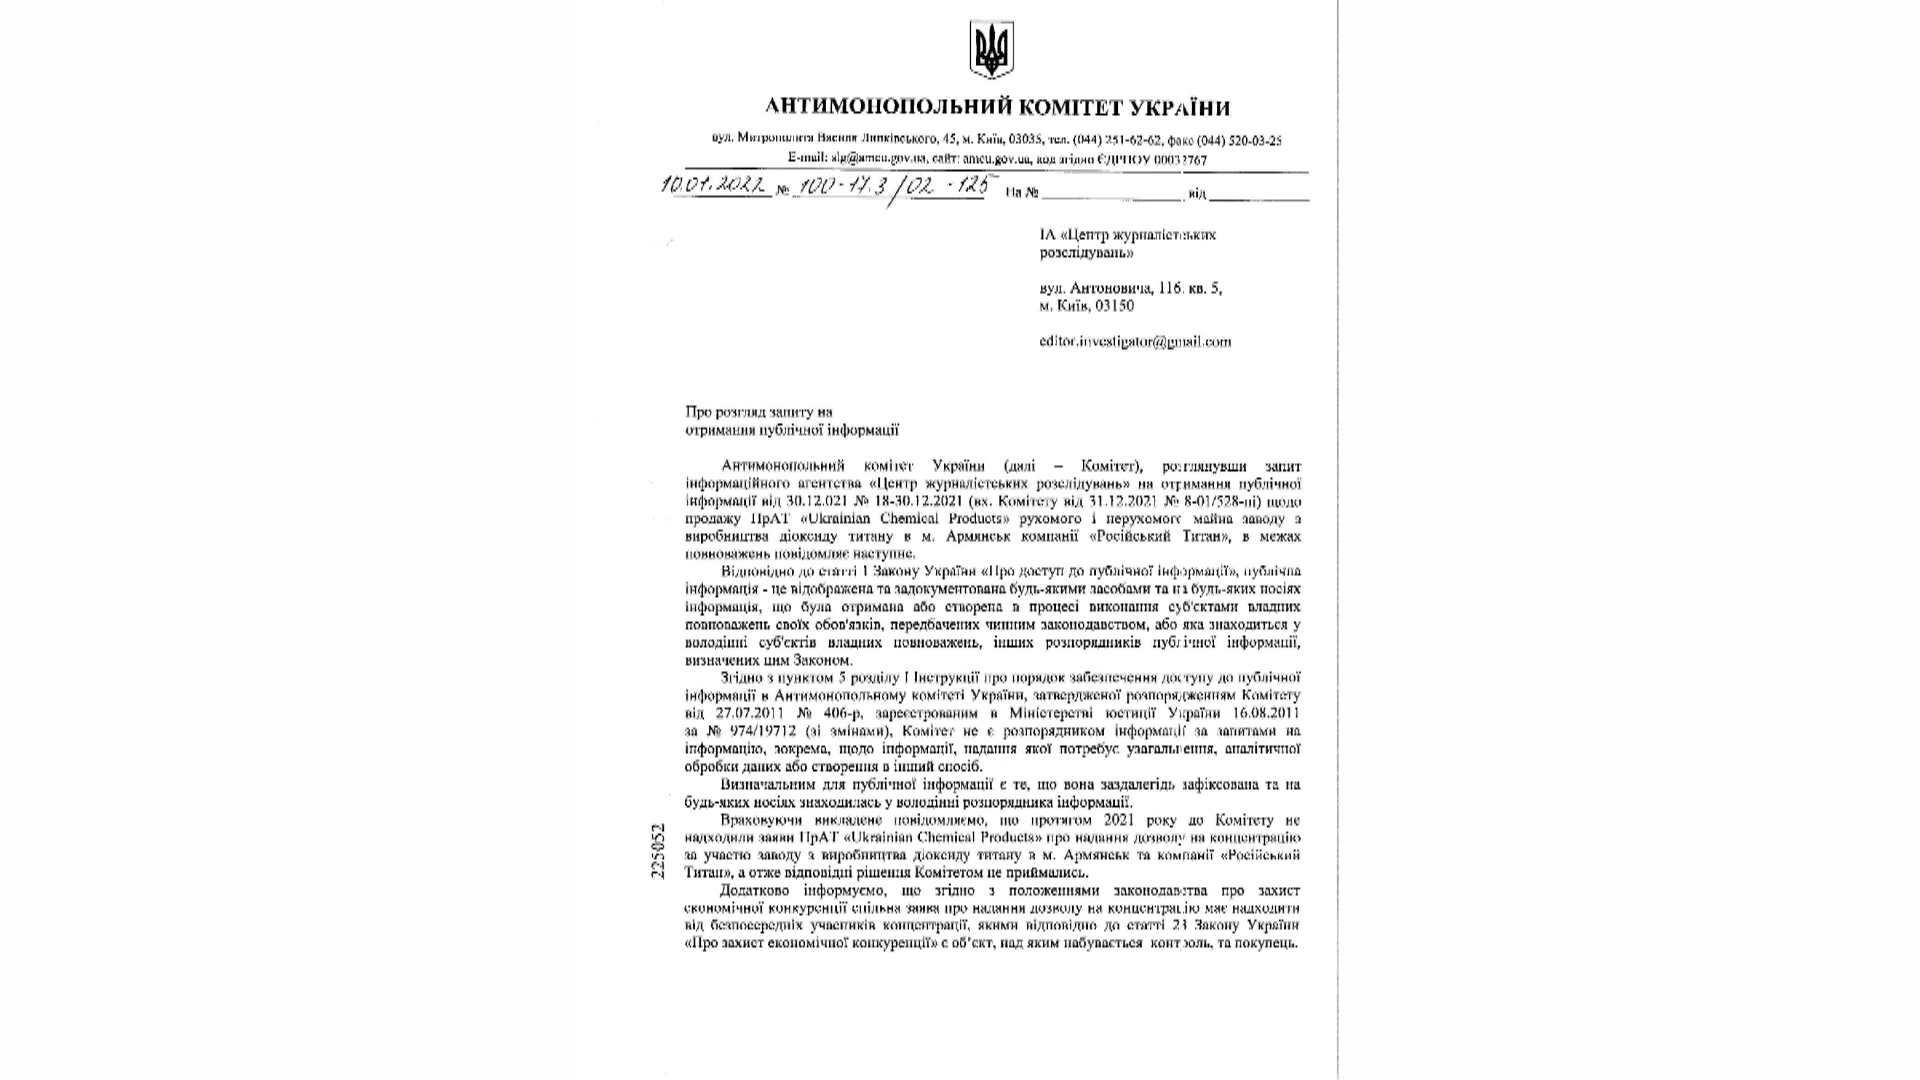 АНТИМОНОПОЛЬНИЙ КОМІТЕТ УКРАЇНИ
вул. Митрополита Василя Липківського, 45, м. Київ, 03035, тел. (044) 251-62-62, факс (044) 520-03-25
E-mail: slg@amcu.gov.ua, сайт: amcu.gov.ua, код згідно ЄДРПОУ 00032767
10.01.2022 № 100-17.3/02-125 На № від
ІА «Центр журналістських
розслідувань»
вул. Антоновича, 116. кв. 5,
м. Київ, 03150
editor.investigator@gmail.com
Про розгляд запиту на
отримання публічної інформації
Антимонопольний комітет України (далі – Комітет), розглянувши запит
інформаційного агентства «Центр журналістських розслідувань» на отримання публічної
інформації від 30.12.021 № 18-30.12.2021 (вх. Комітету від 31.12.2021 № 8-01/528-пі) щодо
продажу ПрАТ «Ukrainian Chemical Products» рухомого і нерухомого майна заводу з
виробництва діоксиду титану в м. Армянськ компанії «Російський Титан», в межах
повноважень повідомляє наступне.
Відповідно до статті 1 Закону України «Про доступ до публічної інформації», публічна
інформація - це відображена та задокументована будь-якими засобами та на будь-яких носіях
інформація, що була отримана або створена в процесі виконання суб'єктами владних
повноважень своїх обов'язків, передбачених чинним законодавством, або яка знаходиться у
володінні суб'єктів владних повноважень, інших розпорядників публічної інформації,
визначених цим Законом.
Згідно з пунктом 5 розділу I Інструкції про порядок забезпечення доступу до публічної
інформації в Антимонопольному комітеті України, затвердженої розпорядженням Комітету
від 27.07.2011 № 406-р, зареєстрованим в Міністерстві юстиції України 16.08.2011
за № 974/19712 (зі змінами), Комітет не є розпорядником інформації за запитами на
інформацію, зокрема, щодо інформації, надання якої потребує узагальнення, аналітичної
обробки даних або створення в інший спосіб.
Визначальним для публічної інформації є те, що вона заздалегідь зафіксована та на
будь-яких носіях знаходилась у володінні розпорядника інформації.
Враховуючи викладене повідомляємо, що протягом 2021 року до Комітету не
надходили заяви ПрАТ «Ukrainian Chemical Products» про надання дозволу на концентрацію
за участю заводу з виробництва діоксиду титану в м. Армянськ та компанії «Російський
Титан», а отже відповідні рішення Комітетом не приймались.
Додатково інформуємо, що згідно з положеннями законодавства про захист
економічної конкуренції спільна заява про надання дозволу на концентрацію має надходити
від безпосередніх учасників концентрації, якими відповідно до статті 23 Закону України
«Про захист економічної конкуренції» є об'єкт, над яким набувається контроль, та покупець.
225052